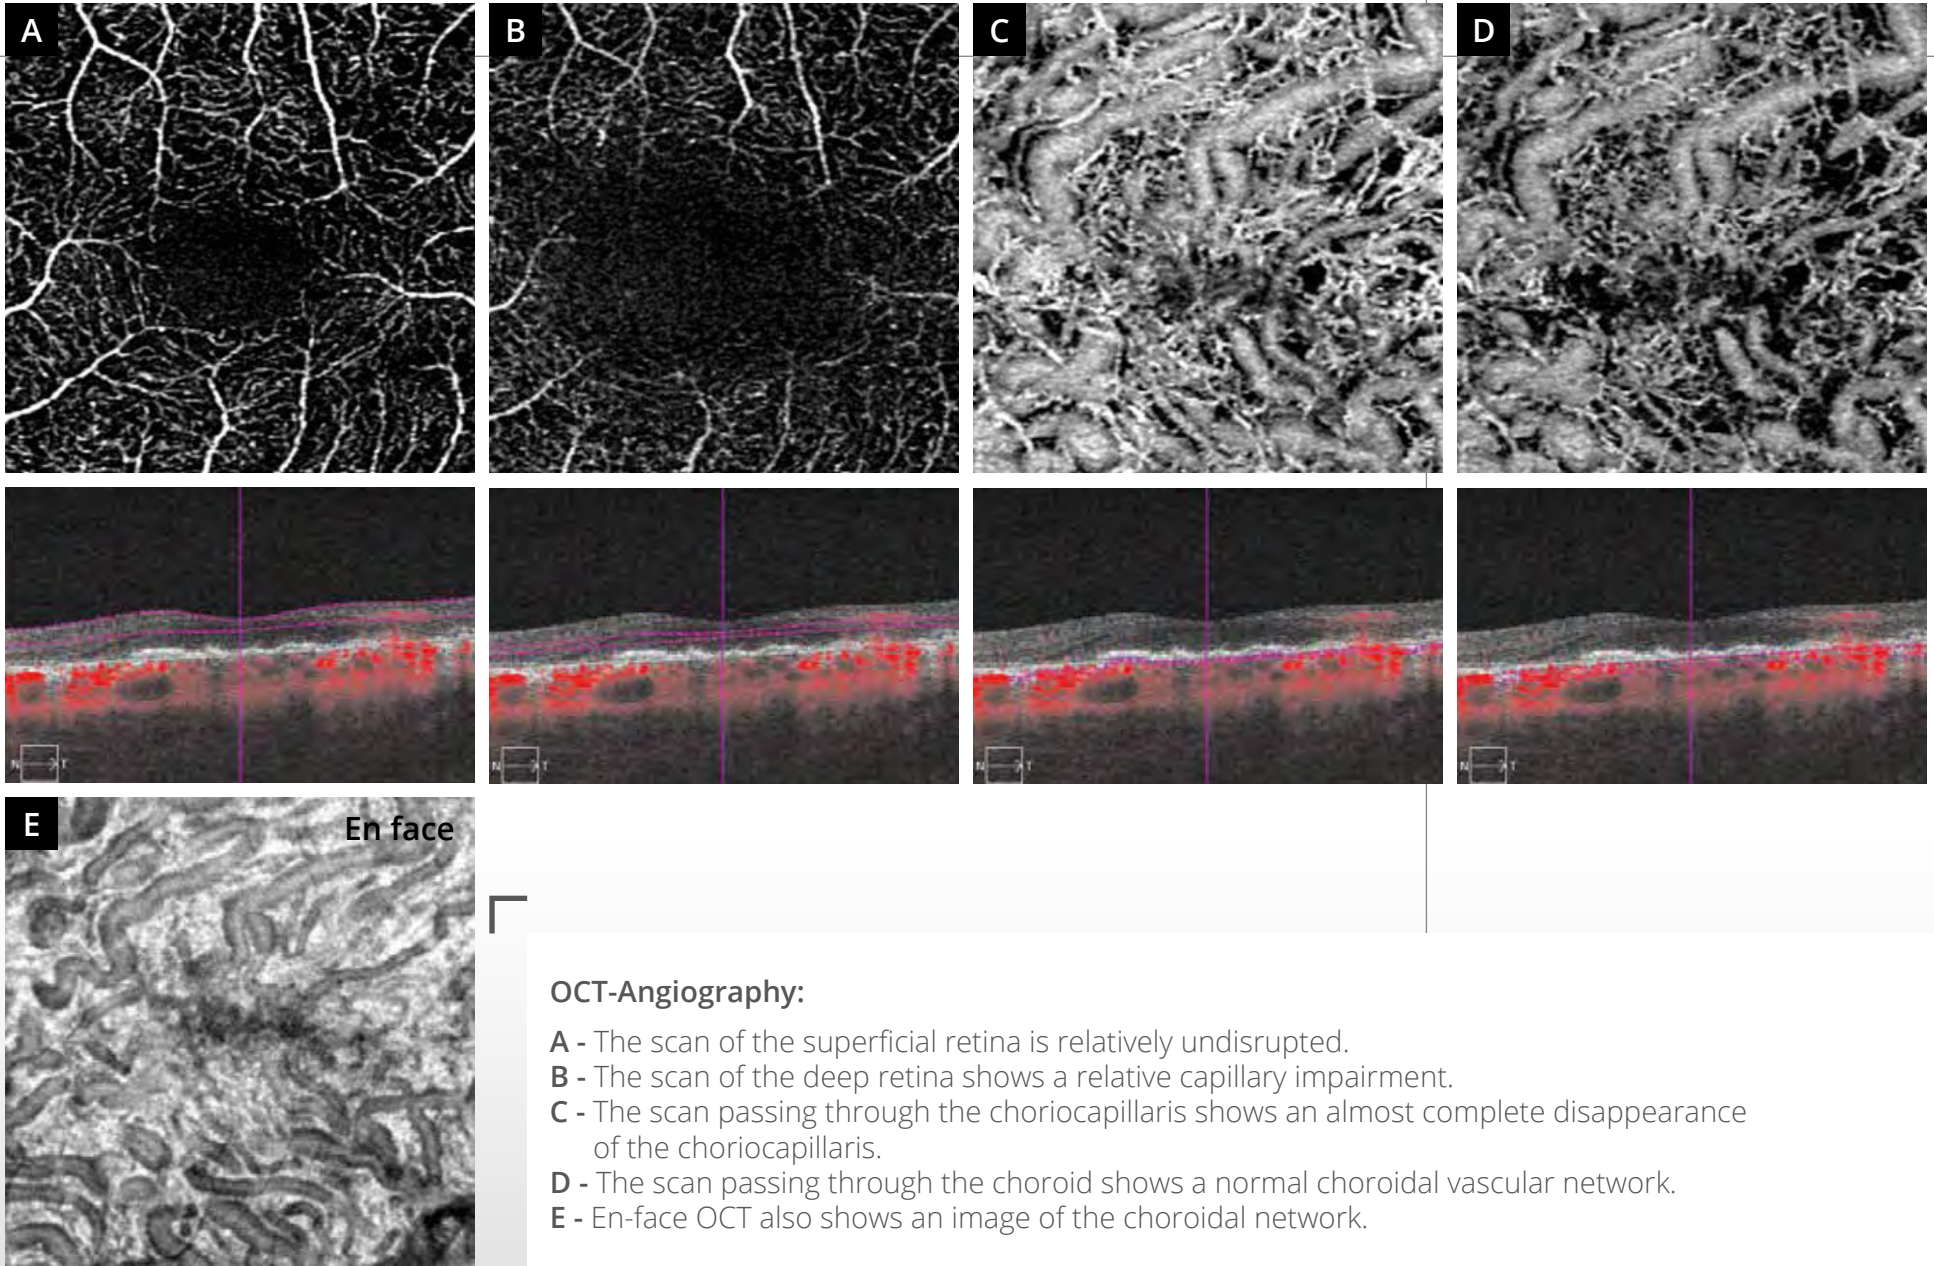 A
B
C
D
N T
N T
N T
N T
E
En face
OCT-Angiography:
A - The scan of the superficial retina is relatively undisrupted.
B - The scan of the deep retina shows a relative capillary impairment.
C - The scan passing through the choriocapillaris shows an almost complete disappearance
of the choriocapillaris.
D - The scan passing through the choroid shows a normal choroidal vascular network.
E - En-face OCT also shows an image of the choroidal network.